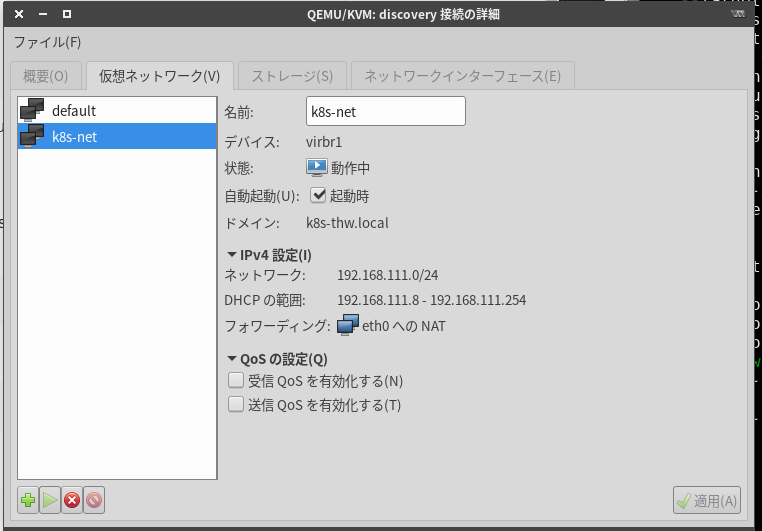 QEMU/KVM: discovery 接続の詳細
ファイル(F)
概要(O) 仮想ネットワーク(V) ストレージ(S) ネットワークインターフェース(E)
default
k8s-net
名前: k8s-net
デバイス: virbr1
状態: 動作中
自動起動(U): 起動時
ドメイン: k8s-thw.local
IPv4 設定(I)
ネットワーク: 192.168.111.0/24
DHCP の範囲: 192.168.111.8 - 192.168.111.254
フォワーディング: eth0 への NAT
QoS の設定(Q)
受信 QoS を有効化する(N)
送信 QoS を有効化する(T)
適用(A)